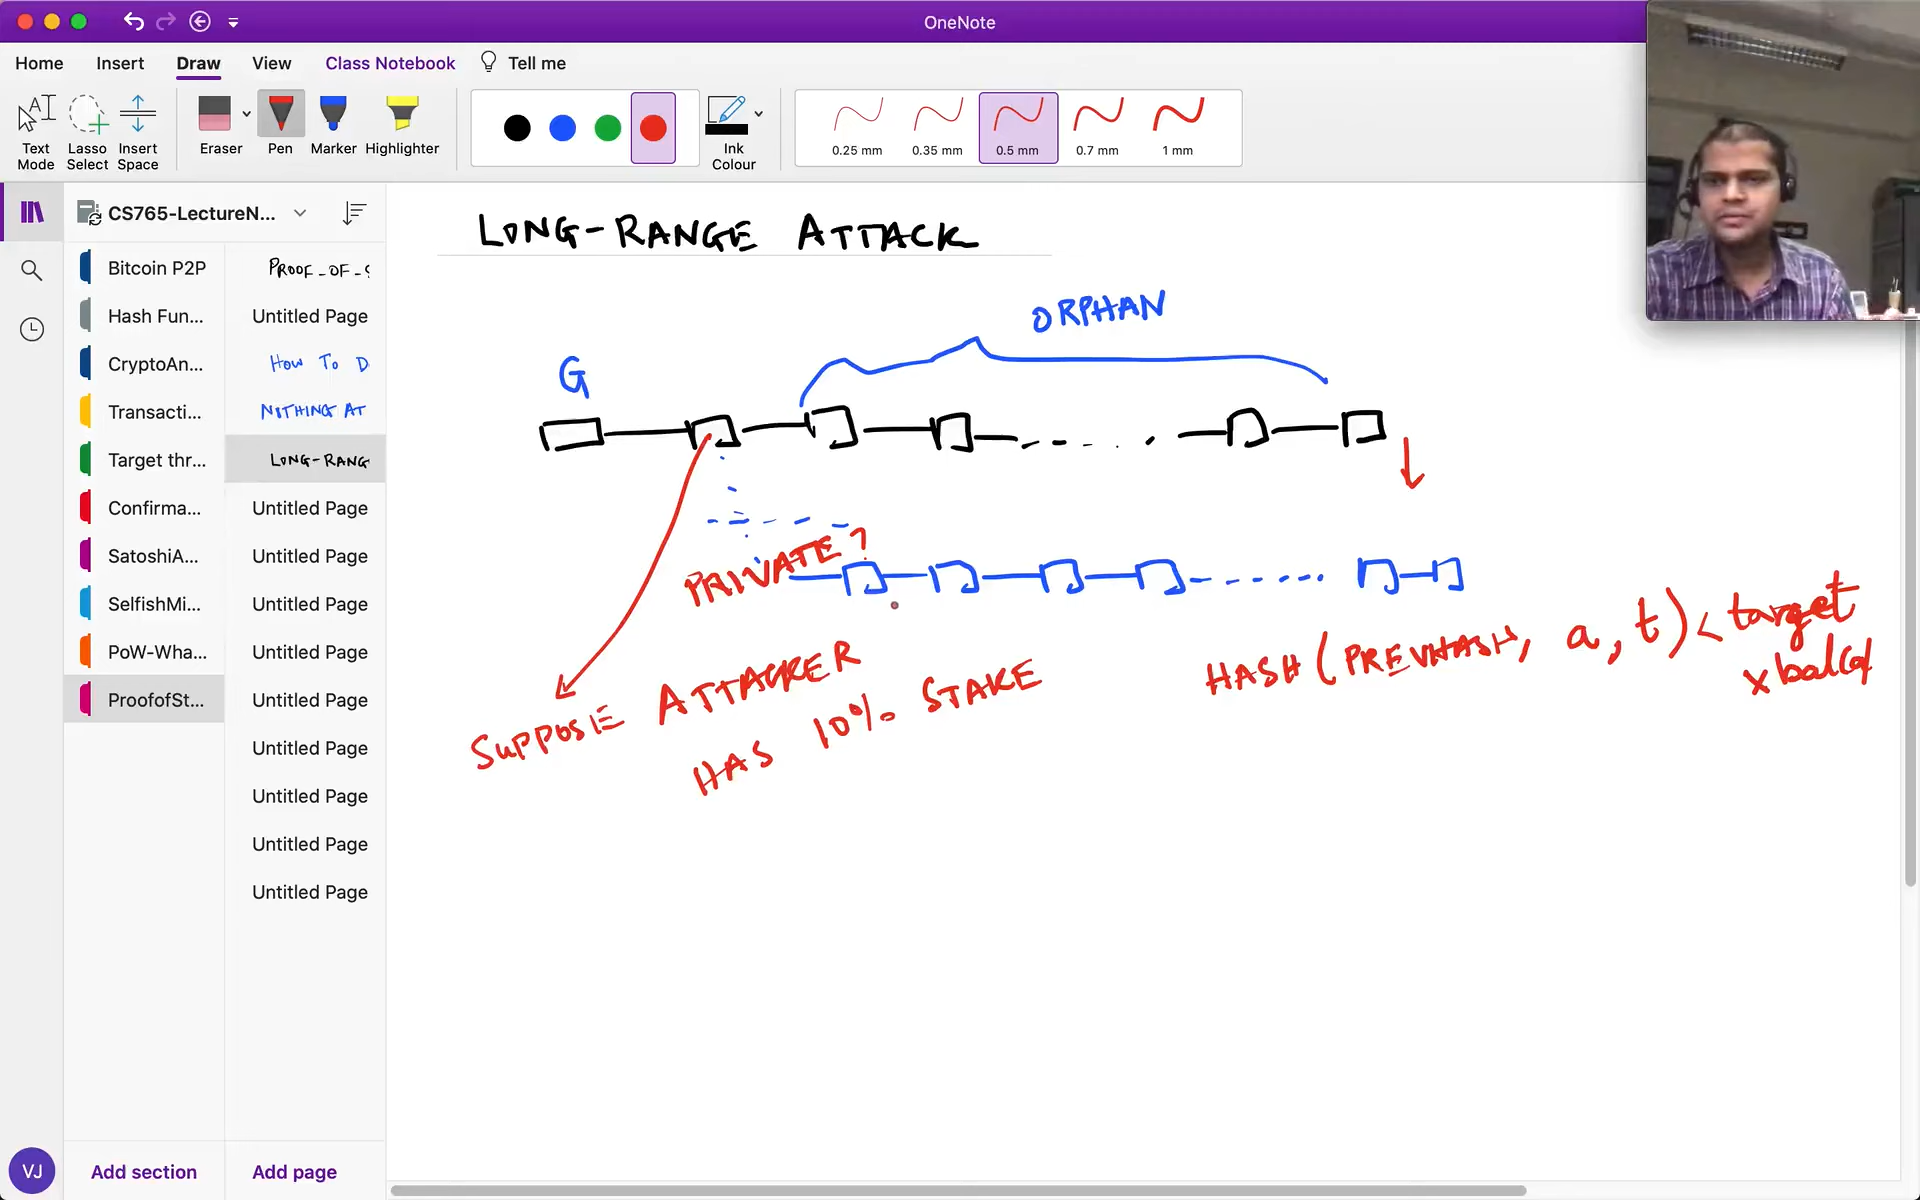 OneNote
Home Insert Draw View Class Notebook Tell me
Text Mode
Lasso Select
Insert Space
Eraser
Pen
Marker
Highlighter
Ink Colour
0.25 mm
0.35 mm
0.5 mm
0.7 mm
1 mm
CS765-LectureN...
Bitcoin P2P
Hash Fun...
CryptoAn...
Transacti...
Target thr...
Confirma...
SatoshiA...
SelfishMi...
PoW-Wha...
ProofofSt...
Add section
VJ
PROOF-OF-S
Untitled Page
HOW TO D
NOTHING AT
LONG-RANG
Untitled Page
Untitled Page
Untitled Page
Untitled Page
Untitled Page
Untitled Page
Untitled Page
Untitled Page
Untitled Page
Add page
LONG-RANGE ATTACK
ORPHAN
G
PRIVATE?
SUPPOSE ATTACKER
HAS 10% STAKE
HASH(PREVHASH, a, t) < target
x bal(a)